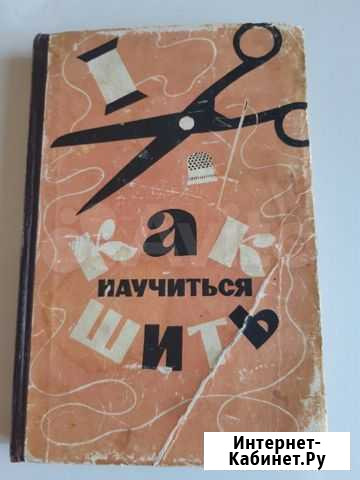 как
научиться
шить
Интернет-
Кабинет.Ру